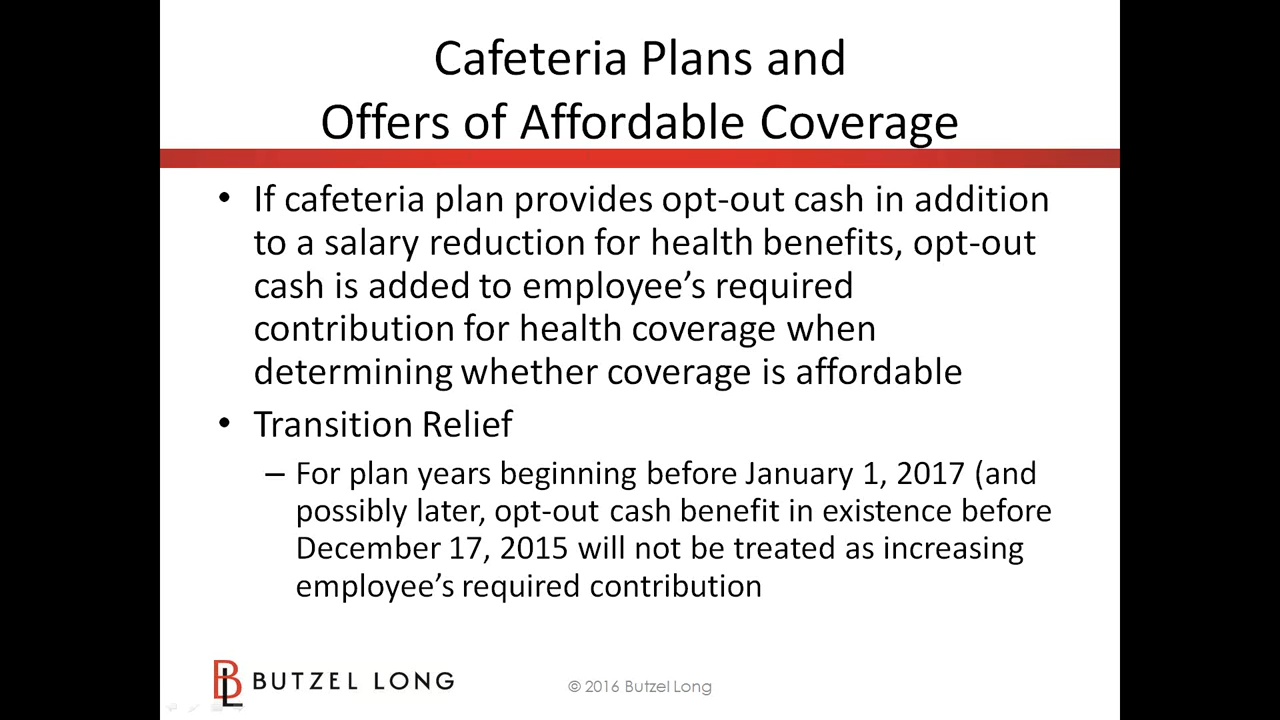 Cafeteria Plans and
Offers of Affordable Coverage
• If cafeteria plan provides opt-out cash in addition
to a salary reduction for health benefits, opt-out
cash is added to employee’s required
contribution for health coverage when
determining whether coverage is affordable
• Transition Relief
– For plan years beginning before January 1, 2017 (and
possibly later, opt-out cash benefit in existence before
December 17, 2015 will not be treated as increasing
employee’s required contribution
BL BUTZEL LONG
© 2016 Butzel Long